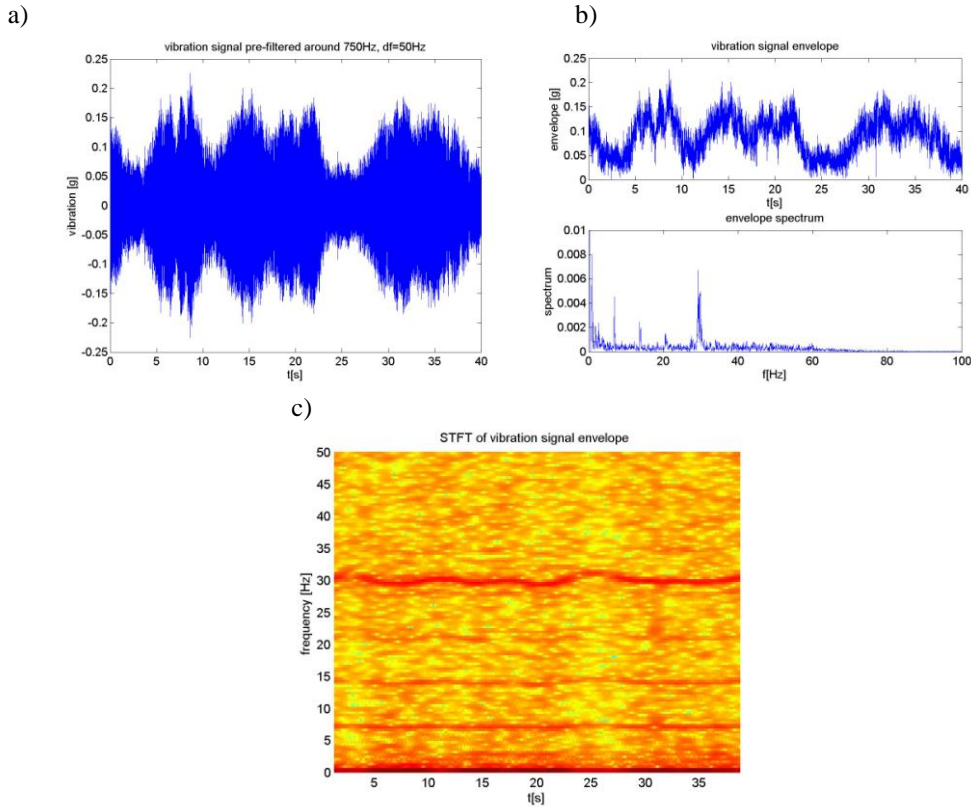 a)
vibration signal pre-filtered around 750Hz, df=50Hz
0.25
0.2
0.15
0.1
0.05
0
-0.05
-0.1
-0.15
-0.2
-0.25
vibration [g]
0 5 10 15 20 25 30 35 40
t[s]
b)
vibration signal envelope
0.25
0.2
0.15
0.1
0.05
0
envelope [g]
0 5 10 15 20 25 30 35 40
t[s]
envelope spectrum
0.01
0.008
0.006
0.004
0.002
0
spectrum
0 20 40 60 80 100
f[Hz]
c)
STFT of vibration signal envelope
50
45
40
35
30
25
20
15
10
5
0
frequency [Hz]
5 10 15 20 25 30 35
t[s]